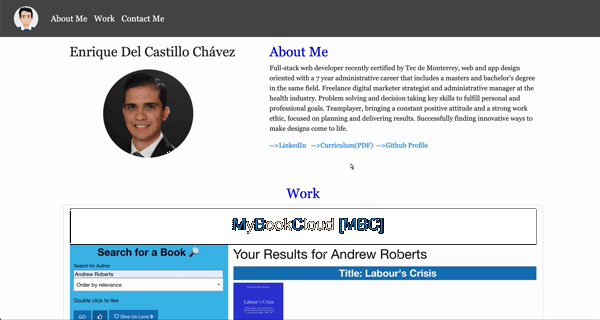 About Me Work Contact Me
Enrique Del Castillo Chávez
About Me
Full-stack web developer recently certified by Tec de Monterrey, web and app design
oriented with a 7 year administrative career that includes a masters and bachelor's degree
in the same field. Freelance digital marketer strategist and administrative manager at the
health industry. Problem solving and decision taking key skills to fulfill personal and
professional goals. Teamplayer, bringing a constant positive attitude and a strong work
ethic, focused on planning and delivering results. Successfully finding innovative ways to
make designs come to life.
-->LinkedIn -->Curriculum(PDF) -->Github Profile
Work
MyBookCloud [MBC]
Search for a Book 🔎
Search for Author
Andrew Roberts
Order by relevance
Double click to like
GO Give Us Love 9
Your Results for Andrew Roberts
Title: Labour's Crisis
Labour's Crisis